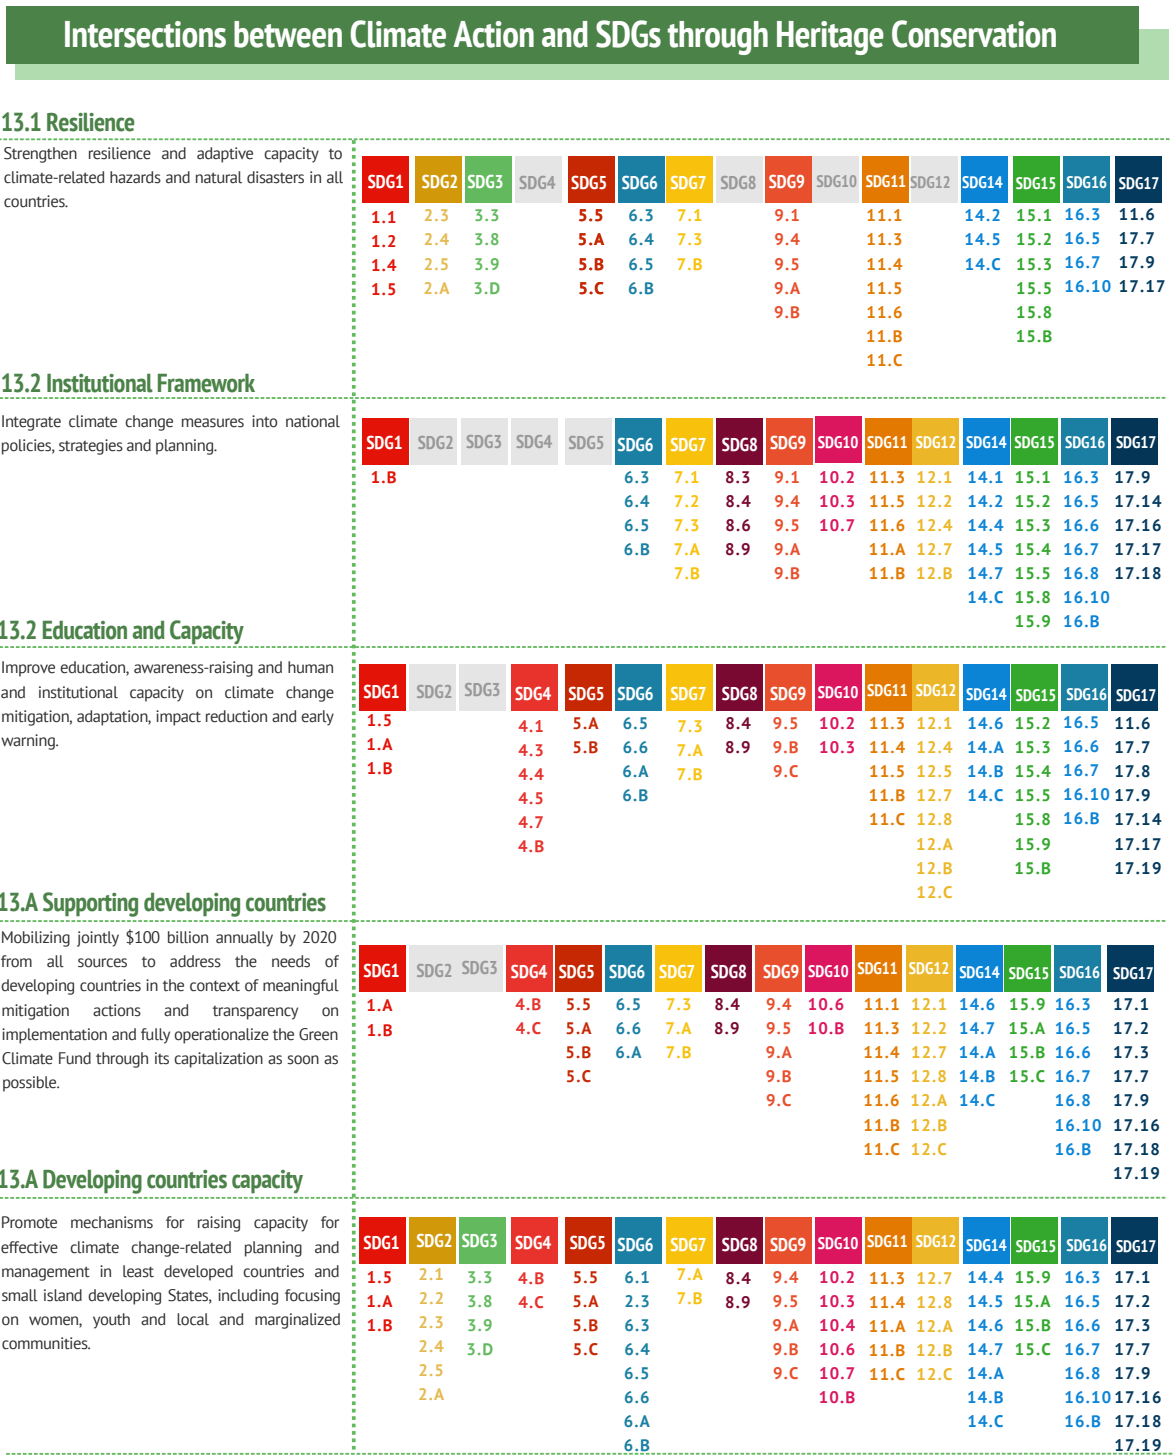 Intersections between Climate Action and SDGs through Heritage Conservation
13.1 Resilience
Strengthen resilience and adaptive capacity to
climate-related hazards and natural disasters in all
countries.
SDG1 SDG2 SDG3 SDG4 SDG5 SDG6 SDG7 SDG8 SDG9 SDG10 SDG11 SDG12 SDG14 SDG15 SDG16 SDG17
1.1 2.3 3.3 5.5 6.3 7.1 9.1 11.1 14.2 15.1 16.3 11.6
1.2 2.4 3.8 5.A 6.4 7.3 9.4 11.3 14.5 15.2 16.5 17.7
1.4 2.5 3.9 5.B 6.5 7.B 9.5 11.4 14.C 15.3 16.7 17.9
1.5 2.A 3.D 5.C 6.B 9.A 11.5 15.5 16.10 17.17
9.B 11.6 15.8
11.B 15.B
11.C
13.2 Institutional Framework
Integrate climate change measures into national
policies, strategies and planning.
SDG1 SDG2 SDG3 SDG4 SDG5 SDG6 SDG7 SDG8 SDG9 SDG10 SDG11 SDG12 SDG14 SDG15 SDG16 SDG17
1.B 6.3 7.1 8.3 9.1 10.2 11.3 12.1 14.1 15.1 16.3 17.9
6.4 7.2 8.4 9.4 10.3 11.5 12.2 14.2 15.2 16.5 17.14
6.5 7.3 8.6 9.5 10.7 11.6 12.4 14.4 15.3 16.6 17.16
6.B 7.A 8.9 9.A 11.A 12.7 14.5 15.4 16.7 17.17
7.B 9.B 11.B 12.B 14.7 15.5 16.8 17.18
14.C 15.8 16.10
15.9 16.B
13.2 Education and Capacity
Improve education, awareness-raising and human
and institutional capacity on climate change
mitigation, adaptation, impact reduction and early
warning.
SDG1 SDG2 SDG3 SDG4 SDG5 SDG6 SDG7 SDG8 SDG9 SDG10 SDG11 SDG12 SDG14 SDG15 SDG16 SDG17
1.5 4.1 5.A 6.5 7.3 8.4 9.5 10.2 11.3 12.1 14.6 15.2 16.5 11.6
1.A 4.3 5.B 6.6 7.A 8.9 9.B 10.3 11.4 12.4 14.A 15.3 16.6 17.7
1.B 4.4 6.A 7.B 9.C 11.5 12.5 14.B 15.4 16.7 17.8
4.5 6.B 11.B 12.7 14.C 15.5 16.10 17.9
4.7 11.C 12.8 15.8 16.B 17.14
4.B 12.A 15.9 17.17
12.B 15.B 17.19
12.C
13.A Supporting developing countries
Mobilizing jointly $100 billion annually by 2020
from all sources to address the needs of
developing countries in the context of meaningful
mitigation actions and transparency on
implementation and fully operationalize the Green
Climate Fund through its capitalization as soon as
possible.
SDG1 SDG2 SDG3 SDG4 SDG5 SDG6 SDG7 SDG8 SDG9 SDG10 SDG11 SDG12 SDG14 SDG15 SDG16 SDG17
1.A 4.B 5.5 6.5 7.3 8.4 9.4 10.6 11.1 12.1 14.6 15.9 16.3 17.1
1.B 4.C 5.A 6.6 7.A 8.9 9.5 10.B 11.3 12.2 14.7 15.A 16.5 17.2
5.B 6.A 7.B 9.A 11.4 12.7 14.A 15.B 16.6 17.3
5.C 9.B 11.5 12.8 14.B 15.C 16.7 17.7
9.C 11.6 12.A 14.C 16.8 17.9
11.B 12.B 16.10 17.16
11.C 12.C 16.B 17.18
17.19
13.A Developing countries capacity
Promote mechanisms for raising capacity for
effective climate change-related planning and
management in least developed countries and
small island developing States, including focusing
on women, youth and local and marginalized
communities.
SDG1 SDG2 SDG3 SDG4 SDG5 SDG6 SDG7 SDG8 SDG9 SDG10 SDG11 SDG12 SDG14 SDG15 SDG16 SDG17
1.5 2.1 3.3 4.B 5.5 6.1 7.A 8.4 9.4 10.2 11.3 12.7 14.4 15.9 16.3 17.1
1.A 2.2 3.8 4.C 5.A 2.3 7.B 8.9 9.5 10.3 11.4 12.8 14.5 15.A 16.5 17.2
1.B 2.3 3.9 5.B 6.3 9.A 10.4 11.A 12.A 14.6 15.B 16.6 17.3
2.4 3.D 5.C 6.4 9.B 10.6 11.B 12.B 14.7 15.C 16.7 17.7
2.5 6.5 9.C 10.7 11.C 12.C 14.A 16.8 17.9
2.A 6.6 10.B 14.B 16.10 17.16
6.A 14.C 16.B 17.18
6.B 17.19